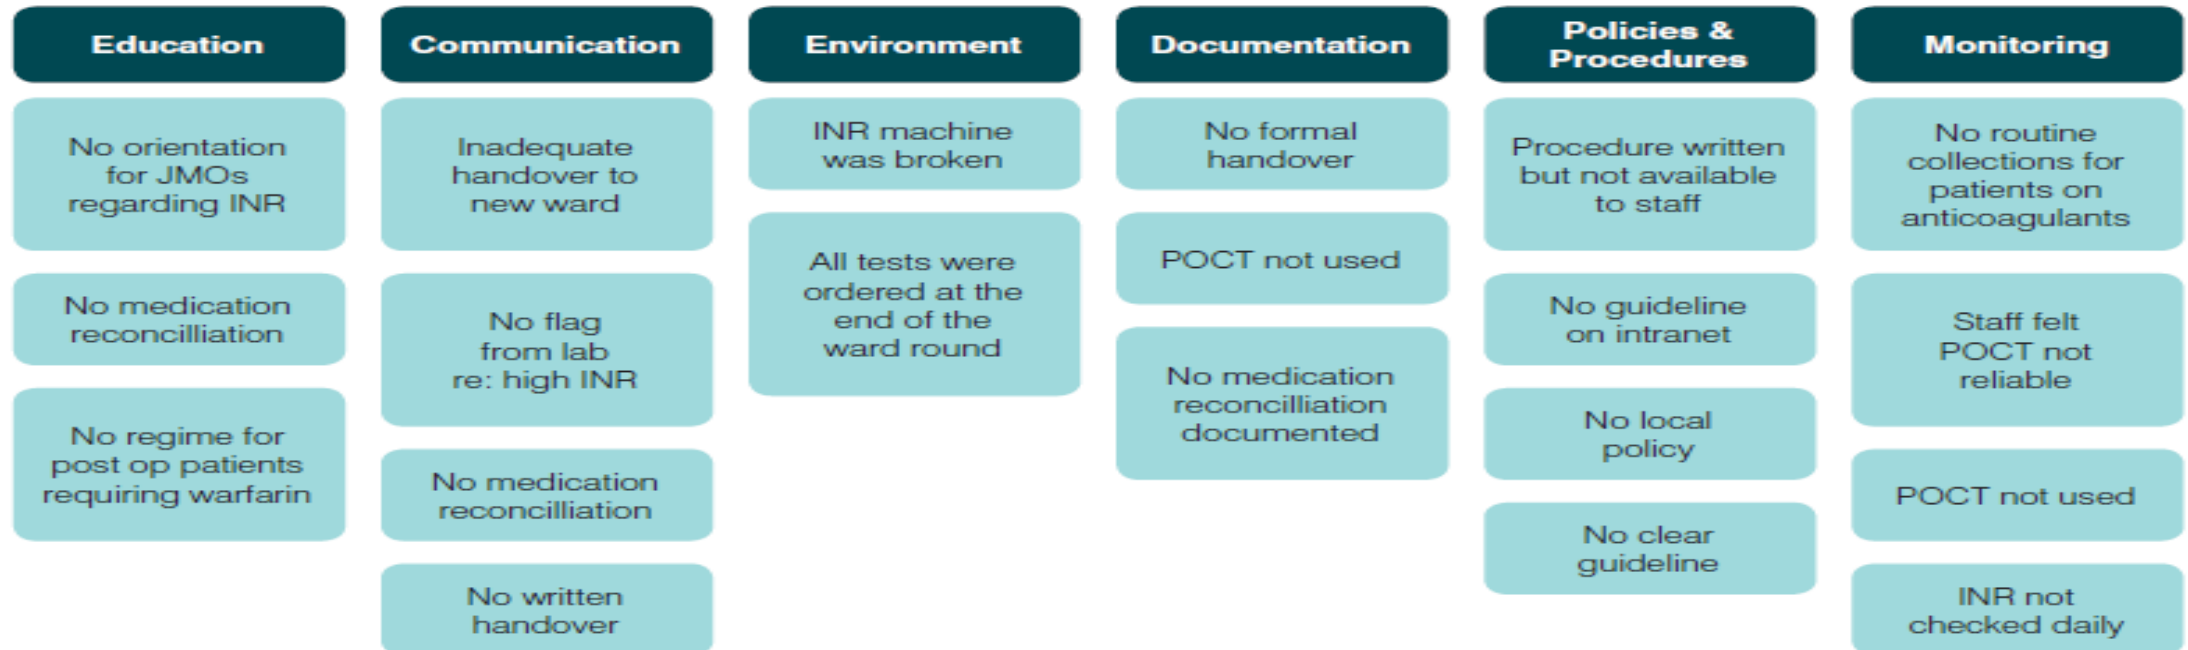 Education
No orientation
for JMOs
regarding INR
No medication
reconcilliation
No regime for
post op patients
requiring warfarin
Communication
Inadequate
handover to
new ward
No flag
from lab
re: high INR
No medication
reconcilliation
No written
handover
Environment
INR machine
was broken
All tests were
ordered at the
end of the
ward round
Documentation
No formal
handover
POCT not used
No medication
reconcilliation
documented
Policies &
Procedures
Procedure written
but not available
to staff
No guideline
on intranet
No local
policy
No clear
guideline
Monitoring
No routine
collections for
patients on
anticoagulants
Staff felt
POCT not
reliable
POCT not used
INR not
checked daily